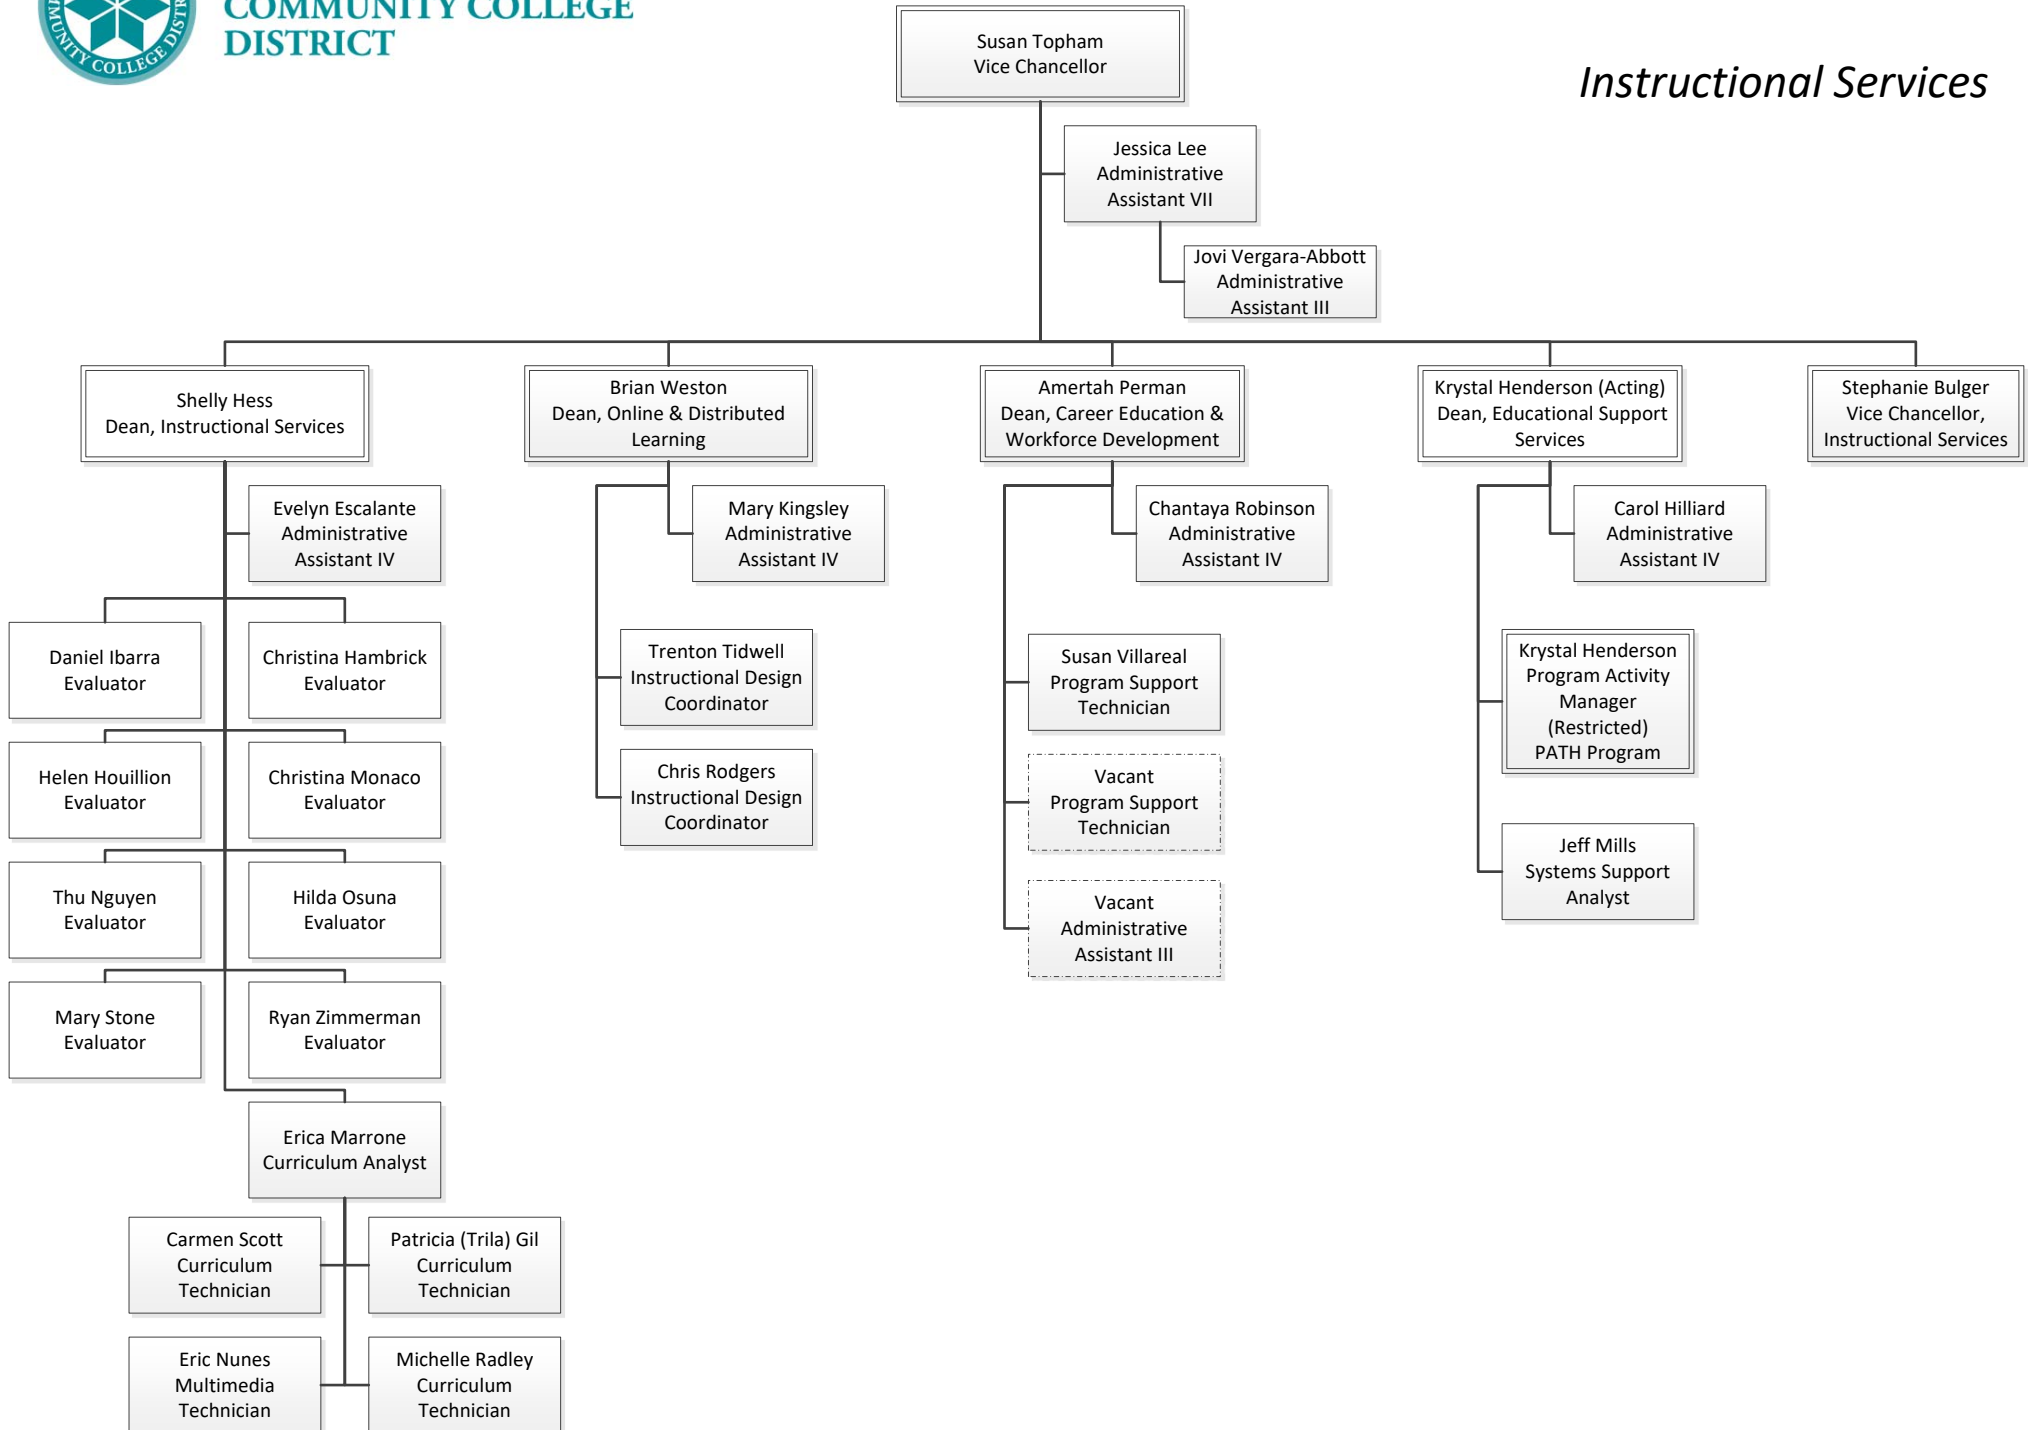 COMMUNITY COLLEGE
DISTRICT
COMMUNITY COLLEGE
Instructional Services
Susan Topham
Vice Chancellor
Jessica Lee
Administrative
Assistant VII
Jovi Vergara-Abbott
Administrative
Assistant III
Shelly Hess
Dean, Instructional Services
Brian Weston
Dean, Online & Distributed
Learning
Amertah Perman
Dean, Career Education &
Workforce Development
Krystal Henderson (Acting)
Dean, Educational Support
Services
Stephanie Bulger
Vice Chancellor,
Instructional Services
Evelyn Escalante
Administrative
Assistant IV
Mary Kingsley
Administrative
Assistant IV
Chantaya Robinson
Administrative
Assistant IV
Carol Hilliard
Administrative
Assistant IV
Daniel Ibarra
Evaluator
Christina Hambrick
Evaluator
Helen Houillion
Evaluator
Christina Monaco
Evaluator
Thu Nguyen
Evaluator
Hilda Osuna
Evaluator
Mary Stone
Evaluator
Ryan Zimmerman
Evaluator
Erica Marrone
Curriculum Analyst
Carmen Scott
Curriculum
Technician
Patricia (Trila) Gil
Curriculum
Technician
Eric Nunes
Multimedia
Technician
Michelle Radley
Curriculum
Technician
Trenton Tidwell
Instructional Design
Coordinator
Chris Rodgers
Instructional Design
Coordinator
Susan Villareal
Program Support
Technician
Vacant
Program Support
Technician
Vacant
Administrative
Assistant III
Krystal Henderson
Program Activity
Manager
(Restricted)
PATH Program
Jeff Mills
Systems Support
Analyst